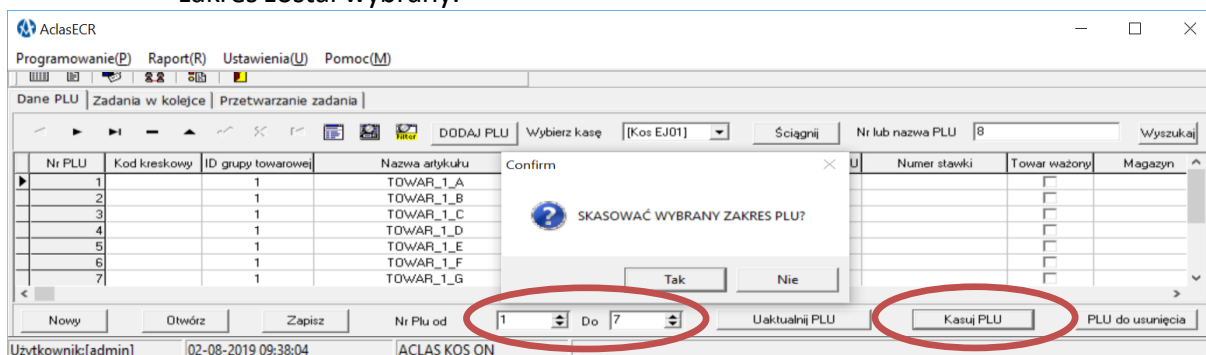 zakres został wybrany.
AclasECR
Programowanie(P) Raport(R) Ustawienia(U) Pomoc(M)
Dane PLU Zadania w kolejce Przetwarzanie zadania
Filter DODAJ PLU Wybierz kasę [Kos EJ01] Ściągnij Nr lub nazwa PLU 8 Wyszukaj
Nr PLU Kod kreskowy ID grupy towarowej Nazwa artykułu Confirm U Numer stawki Towar ważony Magazyn
1 1 TOWAR_1_A
2 1 TOWAR_1_B
3 1 TOWAR_1_C SKASOWAĆ WYBRANY ZAKRES PLU?
4 1 TOWAR_1_D
5 1 TOWAR_1_E
6 1 TOWAR_1_F
7 1 TOWAR_1_G Tak Nie
Nowy Otwórz Zapisz Nr Plu od 1 Do 7 Uaktualnij PLU Kasuj PLU PLU do usunięcia
Użytkownik:[admin] 02-08-2019 09:38:04 ACLAS KOS ON